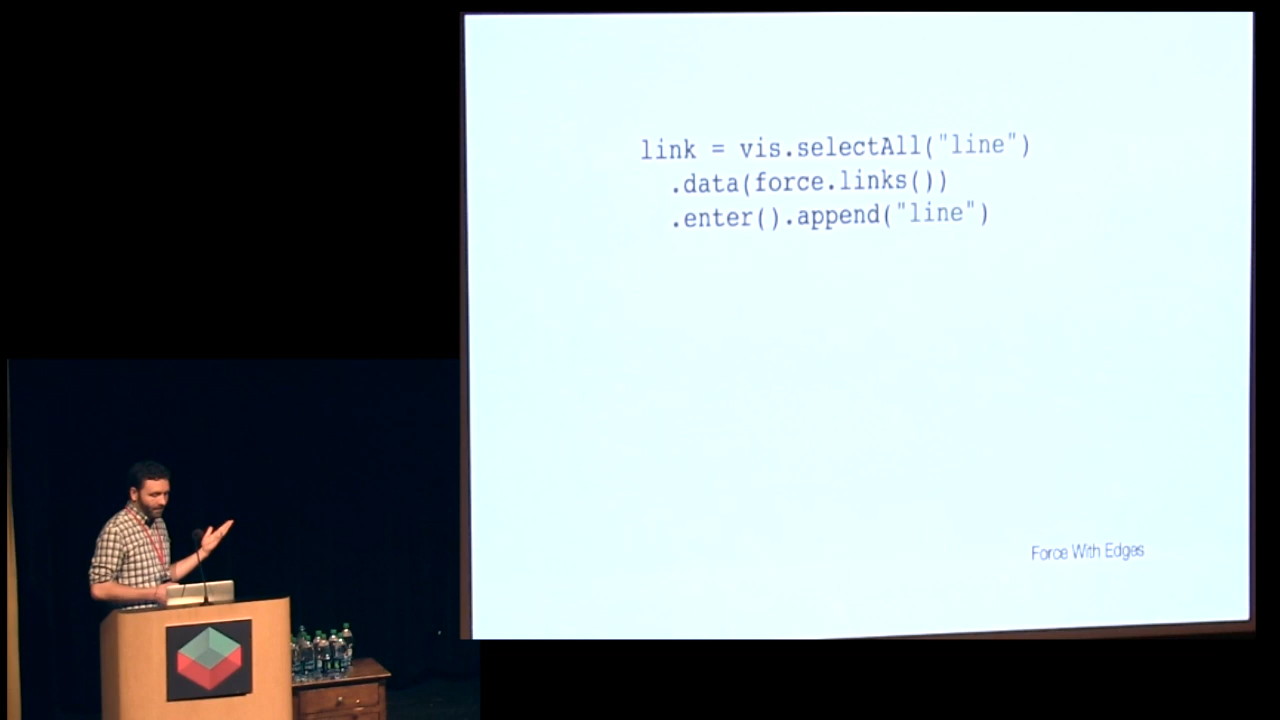 link = vis.selectAll("line")
.data(force.links())
.enter().append("line")
Force With Edges